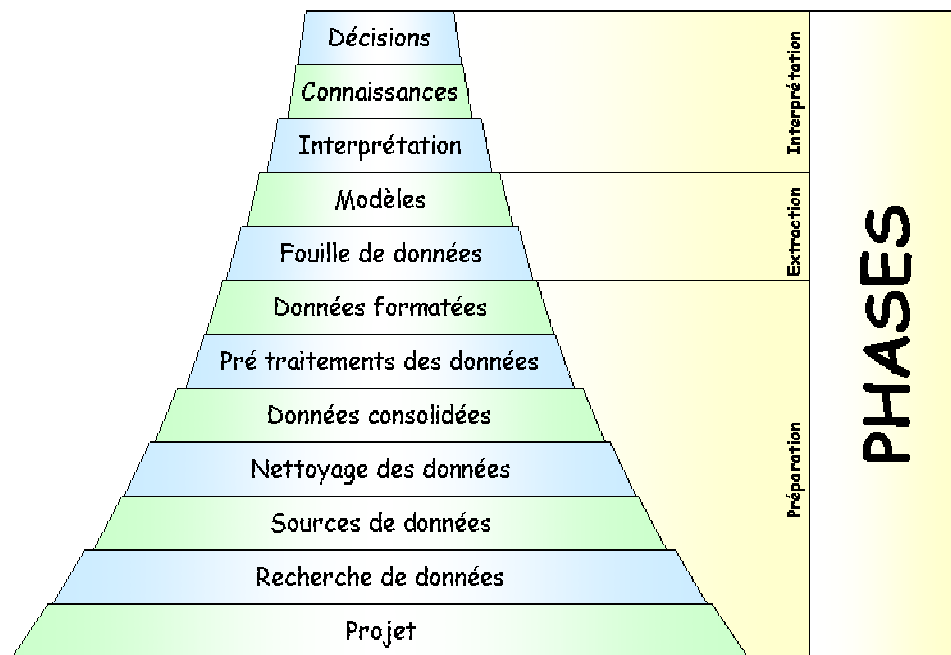 Décisions
Connaissances
Interprétation
Modèles
Fouille de données
Données formatées
Pré traitements des données
Données consolidées
Nettoyage des données
Sources de données
Recherche de données
Projet
Interprétation
Extraction
Préparation
PHASES